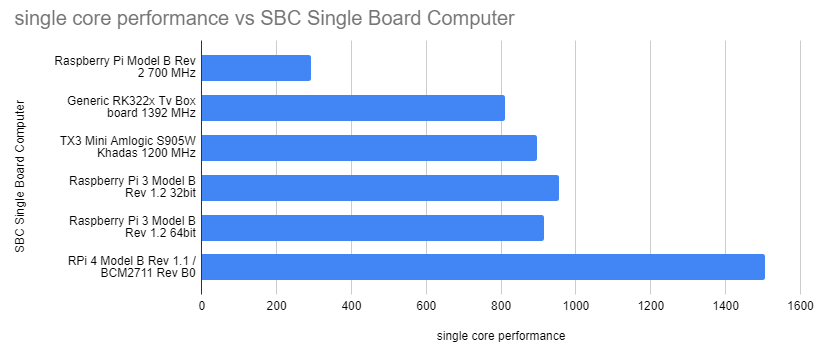 single core performance vs SBC Single Board Computer
SBC Single Board Computer
Raspberry Pi Model B Rev
2 700 MHz
Generic RK322x Tv Box
board 1392 MHz
TX3 Mini Amlogic S905W
Khadas 1200 MHz
Raspberry Pi 3 Model B
Rev 1.2 32bit
Raspberry Pi 3 Model B
Rev 1.2 64bit
RPi 4 Model B Rev 1.1 /
BCM2711 Rev B0
0 200 400 600 800 1000 1200 1400 1600
single core performance